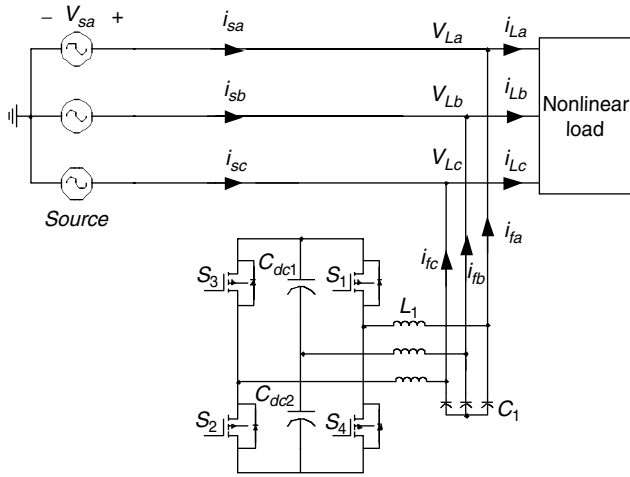 − V_sa +
i_sa
V_La
i_La
i_sb
V_Lb
i_Lb
Nonlinear
load
i_sc
V_Lc
i_Lc
Source
i_fa
i_fc
i_fb
S_3
C_dc1
S_1
L_1
C_dc2
C_1
S_2
S_4